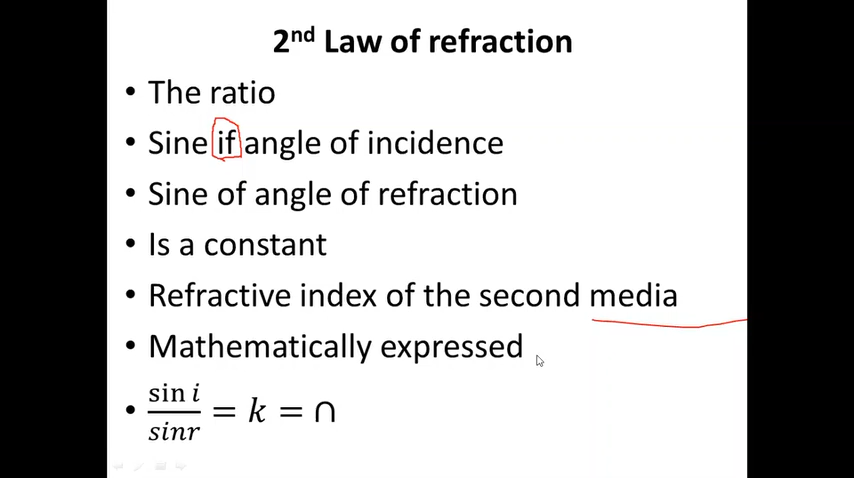 2nd Law of refraction
• The ratio
• Sine if angle of incidence
• Sine of angle of refraction
• Is a constant
• Refractive index of the second media
• Mathematically expressed
• sin i / sinr = k = ∩